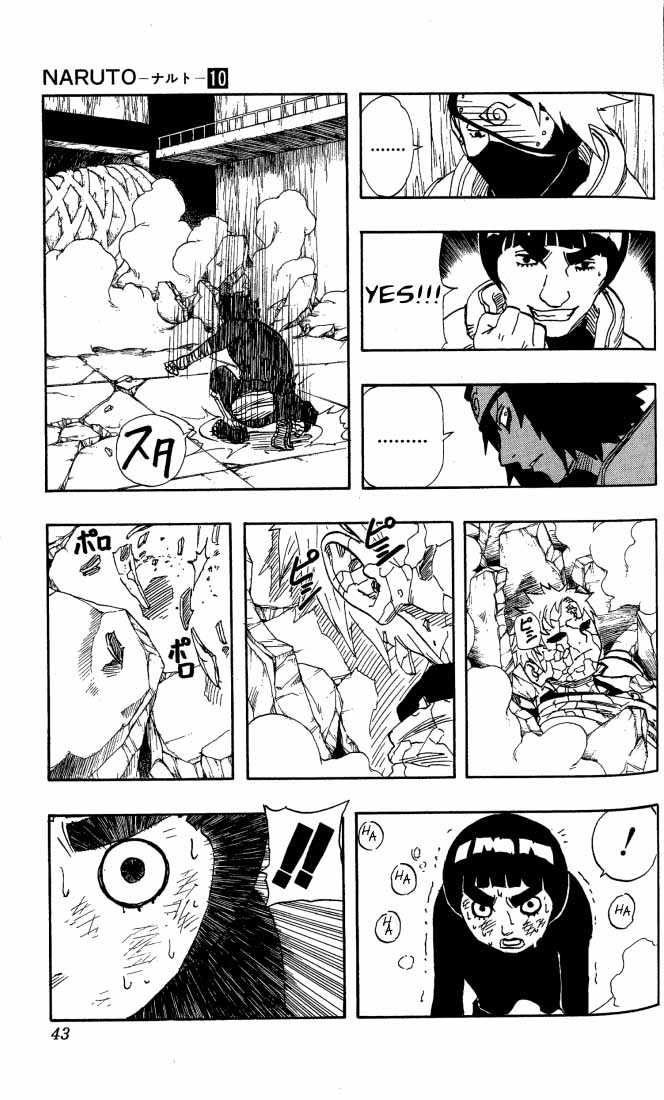 NARUTO－ナルト－10
........
YES!!!
.........
スタ
ピシ
ピシ
ピシ
ポロ
ポロ
!
HA
HA
HA
HA
!!
43